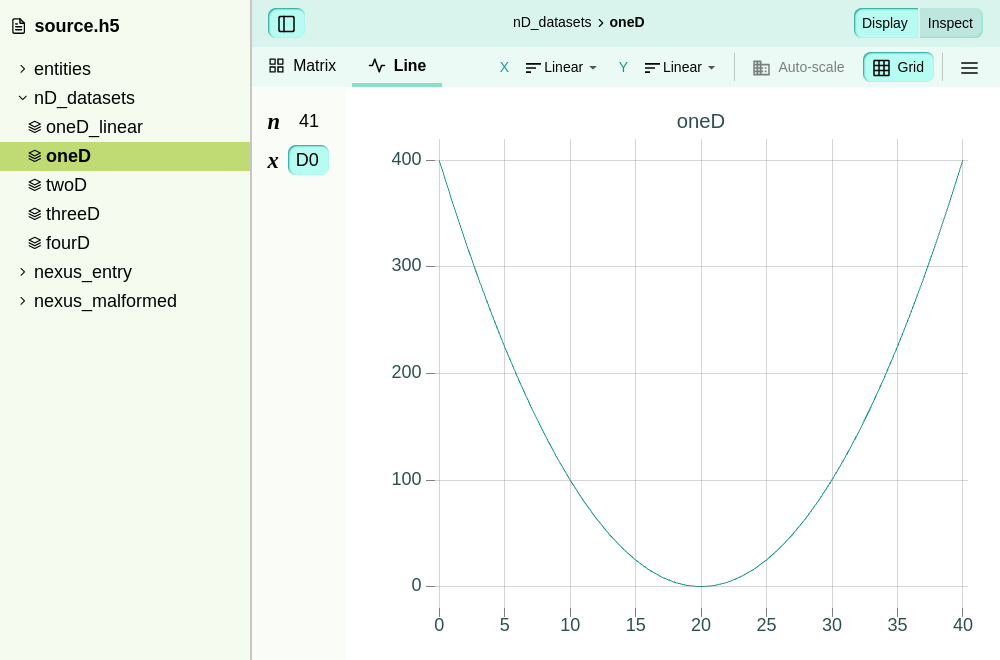 source.h5
entities
nD_datasets
oneD_linear
oneD
twoD
threeD
fourD
nexus_entry
nexus_malformed
nD_datasets › oneD
Display Inspect
Matrix Line X Linear Y Linear Auto-scale Grid
n 41
x D0
oneD
400
300
200
100
0
0 5 10 15 20 25 30 35 40